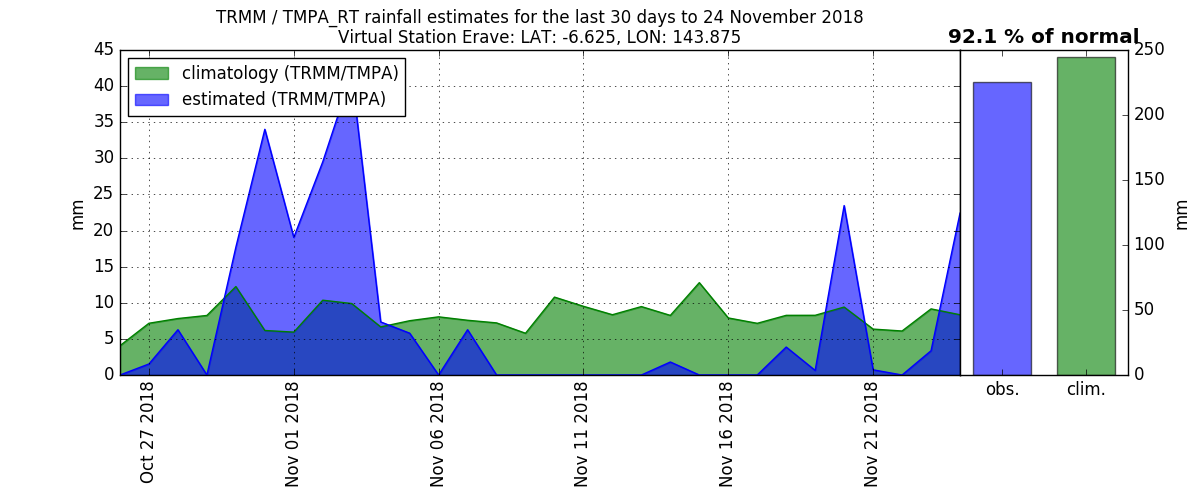 TRMM / TMPA_RT rainfall estimates for the last 30 days to 24 November 2018
Virtual Station Erave: LAT: -6.625, LON: 143.875
92.1 % of normal
climatology (TRMM/TMPA)
estimated (TRMM/TMPA)
mm
45
40
35
30
25
20
15
10
5
0
Oct 27 2018
Nov 01 2018
Nov 06 2018
Nov 11 2018
Nov 16 2018
Nov 21 2018
250
200
150
100
50
0
mm
obs.
clim.